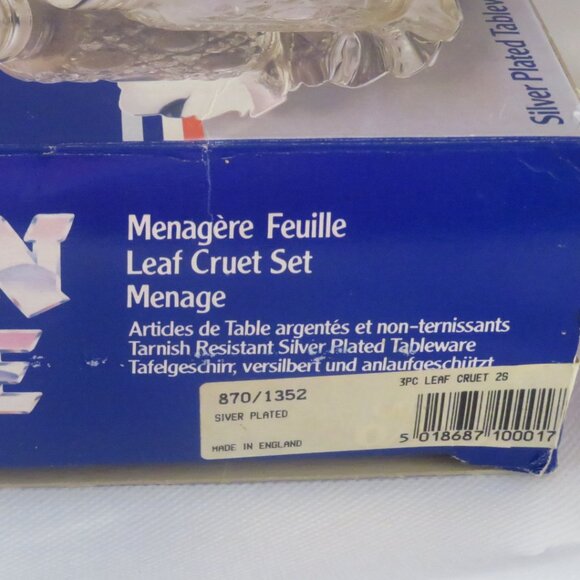 Silver Plated Tablew
N
E
Menagère Feuille
Leaf Cruet Set
Menage
Articles de Table argentés et non-ternissants
Tarnish Resistant Silver Plated Tableware
Tafelgeschirr, versilbert und anlaufgeschützt
3PC LEAF CRUET 2S
870/1352
SIVER PLATED
MADE IN ENGLAND
5 018687 100017